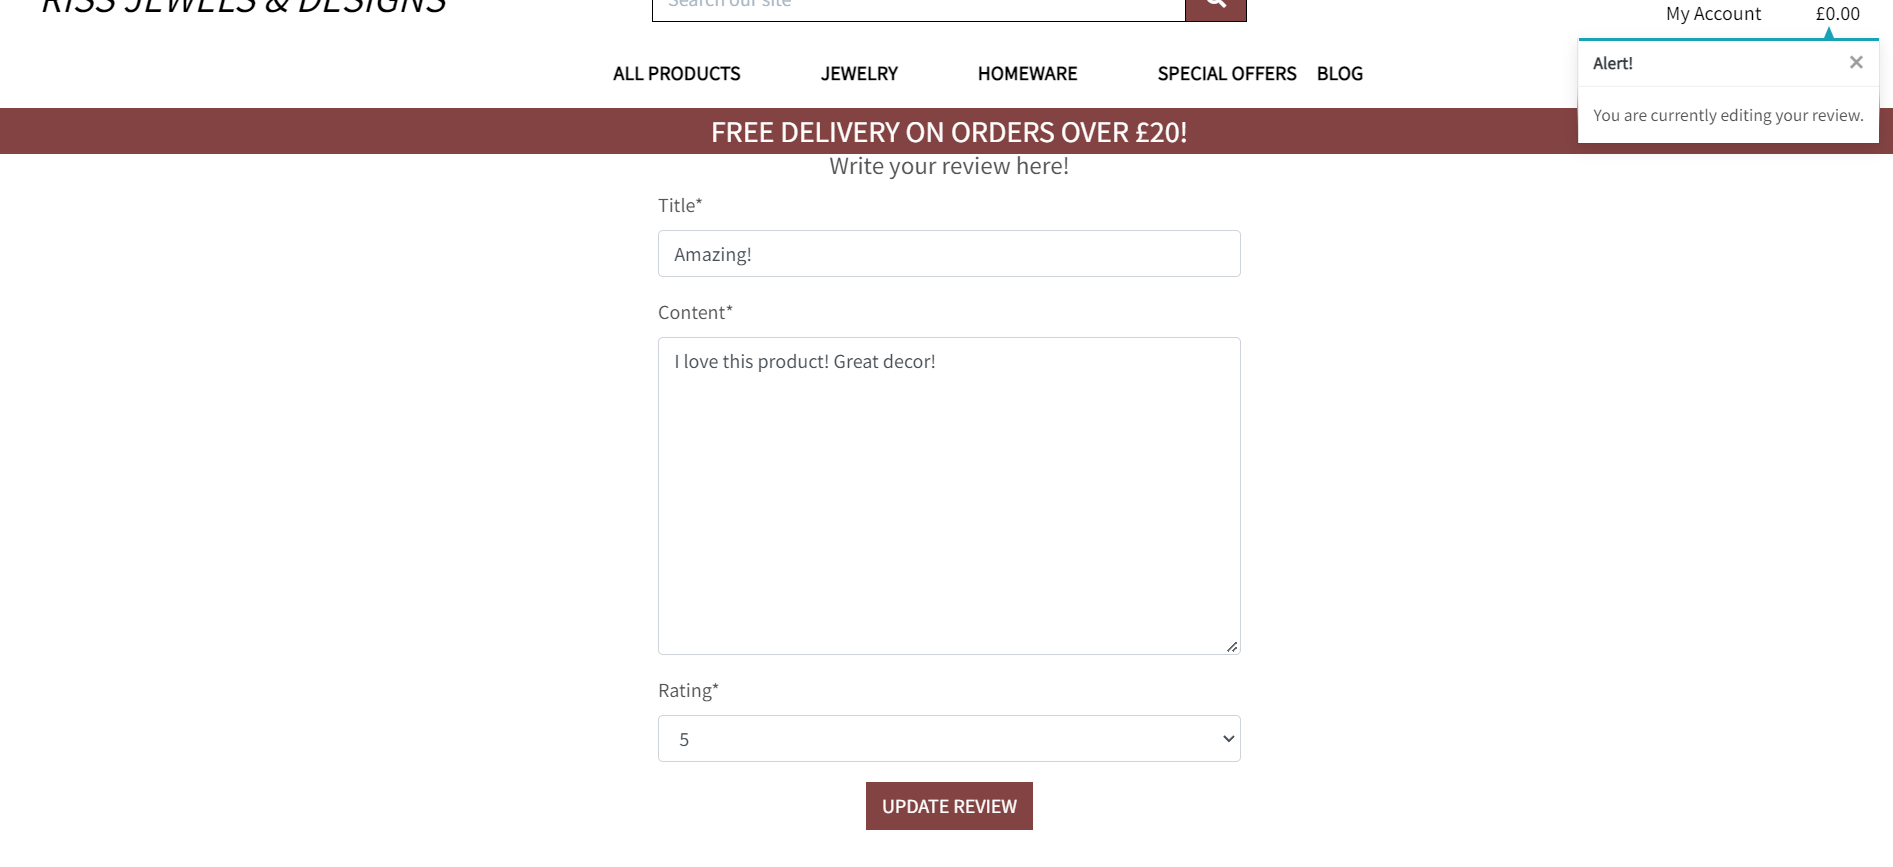 RISS JEWELS & DESIGNS
Search our site
My Account £0.00
ALL PRODUCTS JEWELRY HOMEWARE SPECIAL OFFERS BLOG
Alert!
You are currently editing your review.
FREE DELIVERY ON ORDERS OVER £20!
Write your review here!
Title*
Amazing!
Content*
I love this product! Great decor!
Rating*
5
UPDATE REVIEW